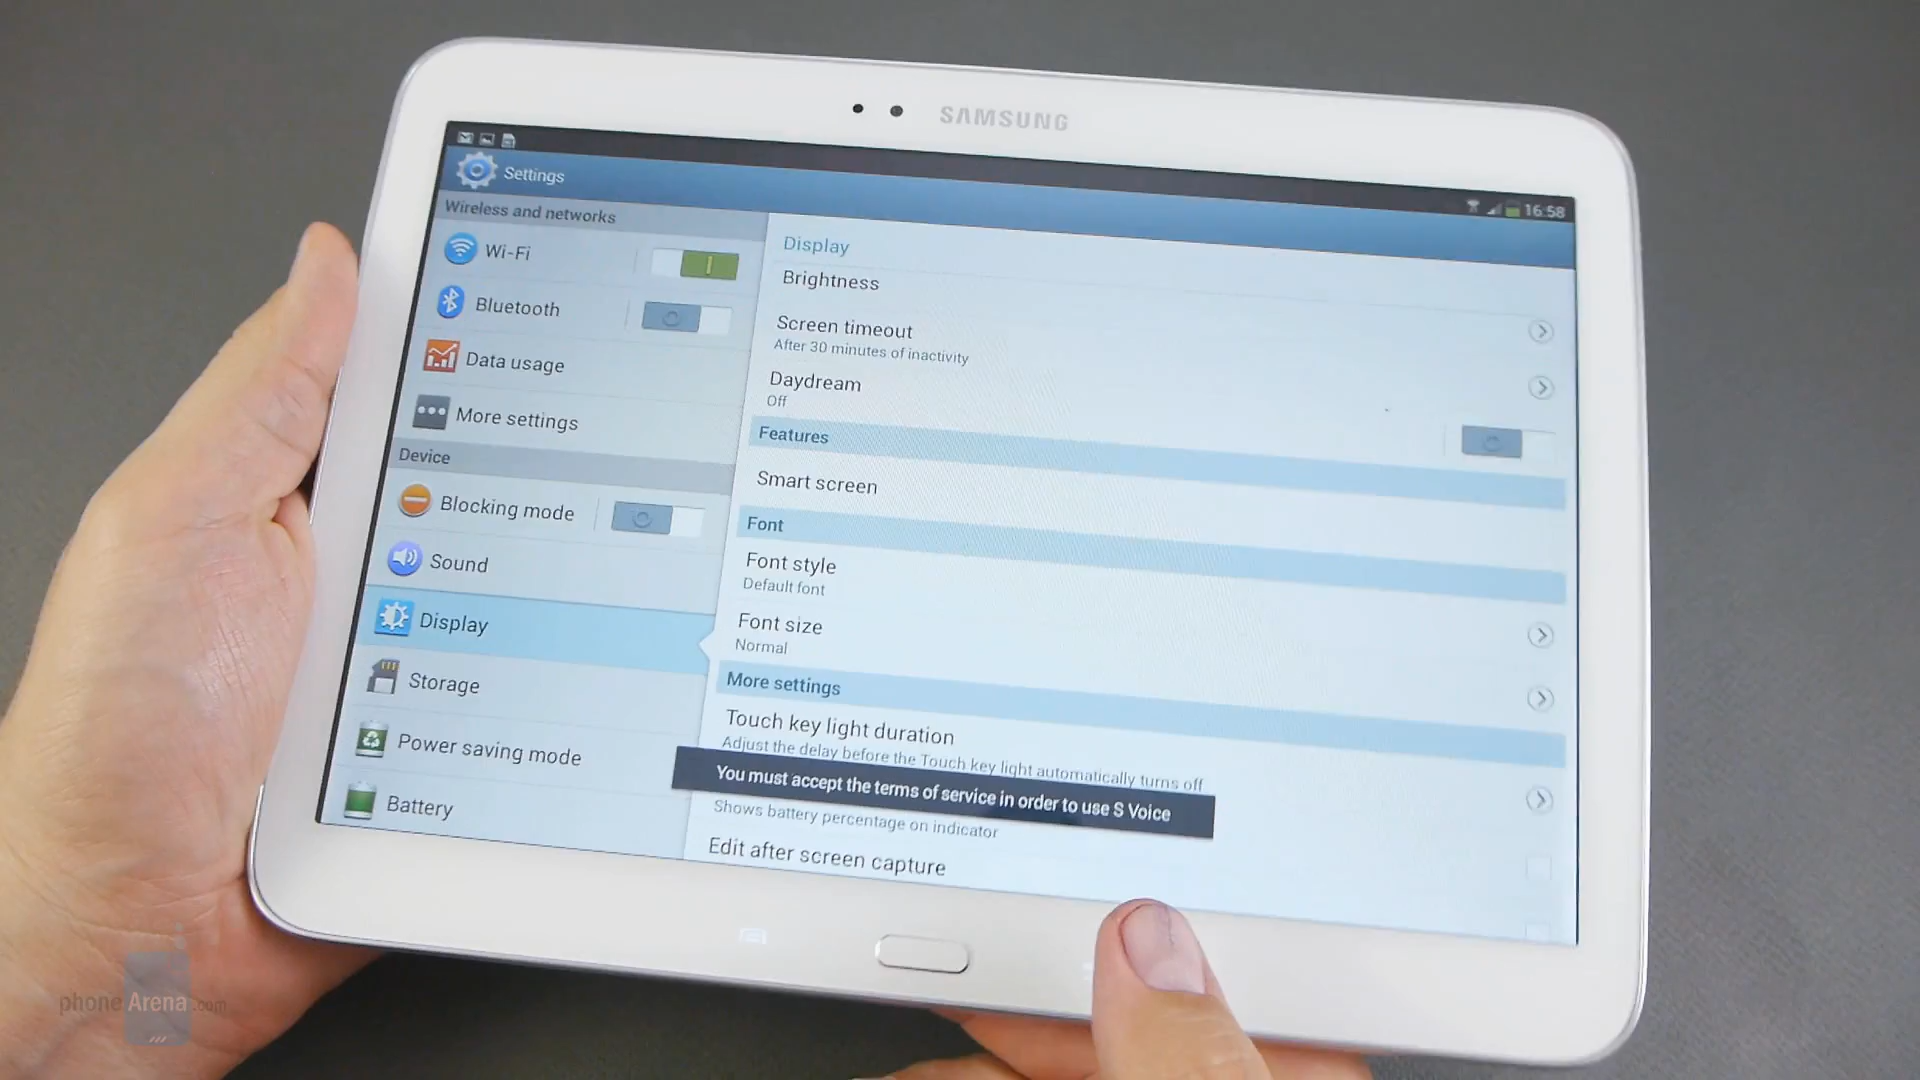 SAMSUNG
16:58
Settings
Wireless and networks
Wi-Fi
Bluetooth
Data usage
More settings
Device
Blocking mode
Sound
Display
Storage
Power saving mode
Battery
Display
Brightness
Screen timeout
After 30 minutes of inactivity
Daydream
Off
Features
Smart screen
Font
Font style
Default font
Font size
Normal
More settings
Touch key light duration
Adjust the delay before the Touch key light automatically turns off
You must accept the terms of service in order to use S Voice
Shows battery percentage on indicator
Edit after screen capture
phoneArena.com